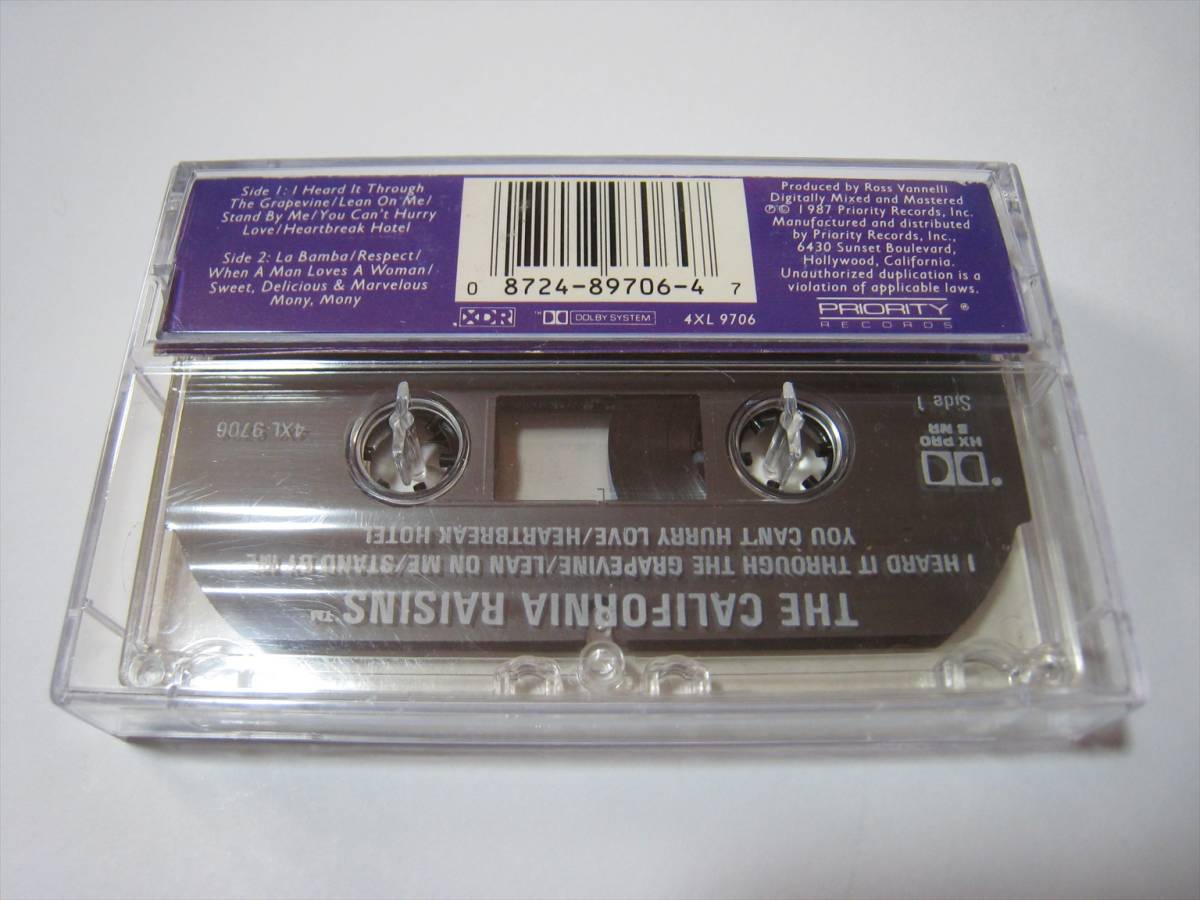 Side 1: I Heard It Through
The Grapevine/Lean On Me/
Stand By Me/You Can't Hurry
Love/Heartbreak Hotel
Side 2: La Bamba/Respect/
When A Man Loves A Woman/
Sweet, Delicious & Marvelous
Mony, Mony
0 8724-89706-4 7
XDR ™ DOLBY SYSTEM 4XL 9706
Produced by Ross Vannelli
Digitally Mixed and Mastered
℗© 1987 Priority Records, Inc.
Manufactured and distributed
by Priority Records, Inc.,
6430 Sunset Boulevard,
Hollywood, California.
Unauthorized duplication is a
violation of applicable laws.
PRIORITY ®
RECORDS
THE CALIFORNIA RAISINS™
I HEARD IT THROUGH THE GRAPEVINE/LEAN ON ME/STAND BY ME
YOU CAN'T HURRY LOVE/HEARTBREAK HOTEL
HX PRO
B NR
Side 1
4XL 9706